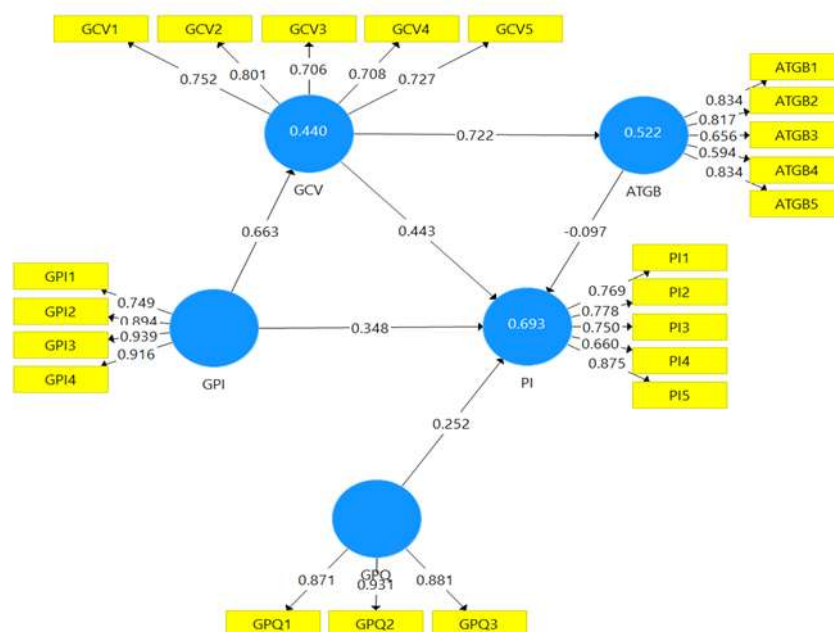 GCV1 GCV2 GCV3 GCV4 GCV5
0.752 0.801 0.706 0.708 0.727
0.440
GCV
0.722
0.522
ATGB
0.834 ATGB1
0.817 ATGB2
0.656 ATGB3
0.594 ATGB4
0.834 ATGB5
0.663
0.443
-0.097
GPI1 0.749
GPI2 0.894
GPI3 0.939
GPI4 0.916
GPI
0.348
0.693
PI
0.769 PI1
0.778 PI2
0.750 PI3
0.660 PI4
0.875 PI5
0.252
GPQ
0.871 0.931 0.881
GPQ1 GPQ2 GPQ3